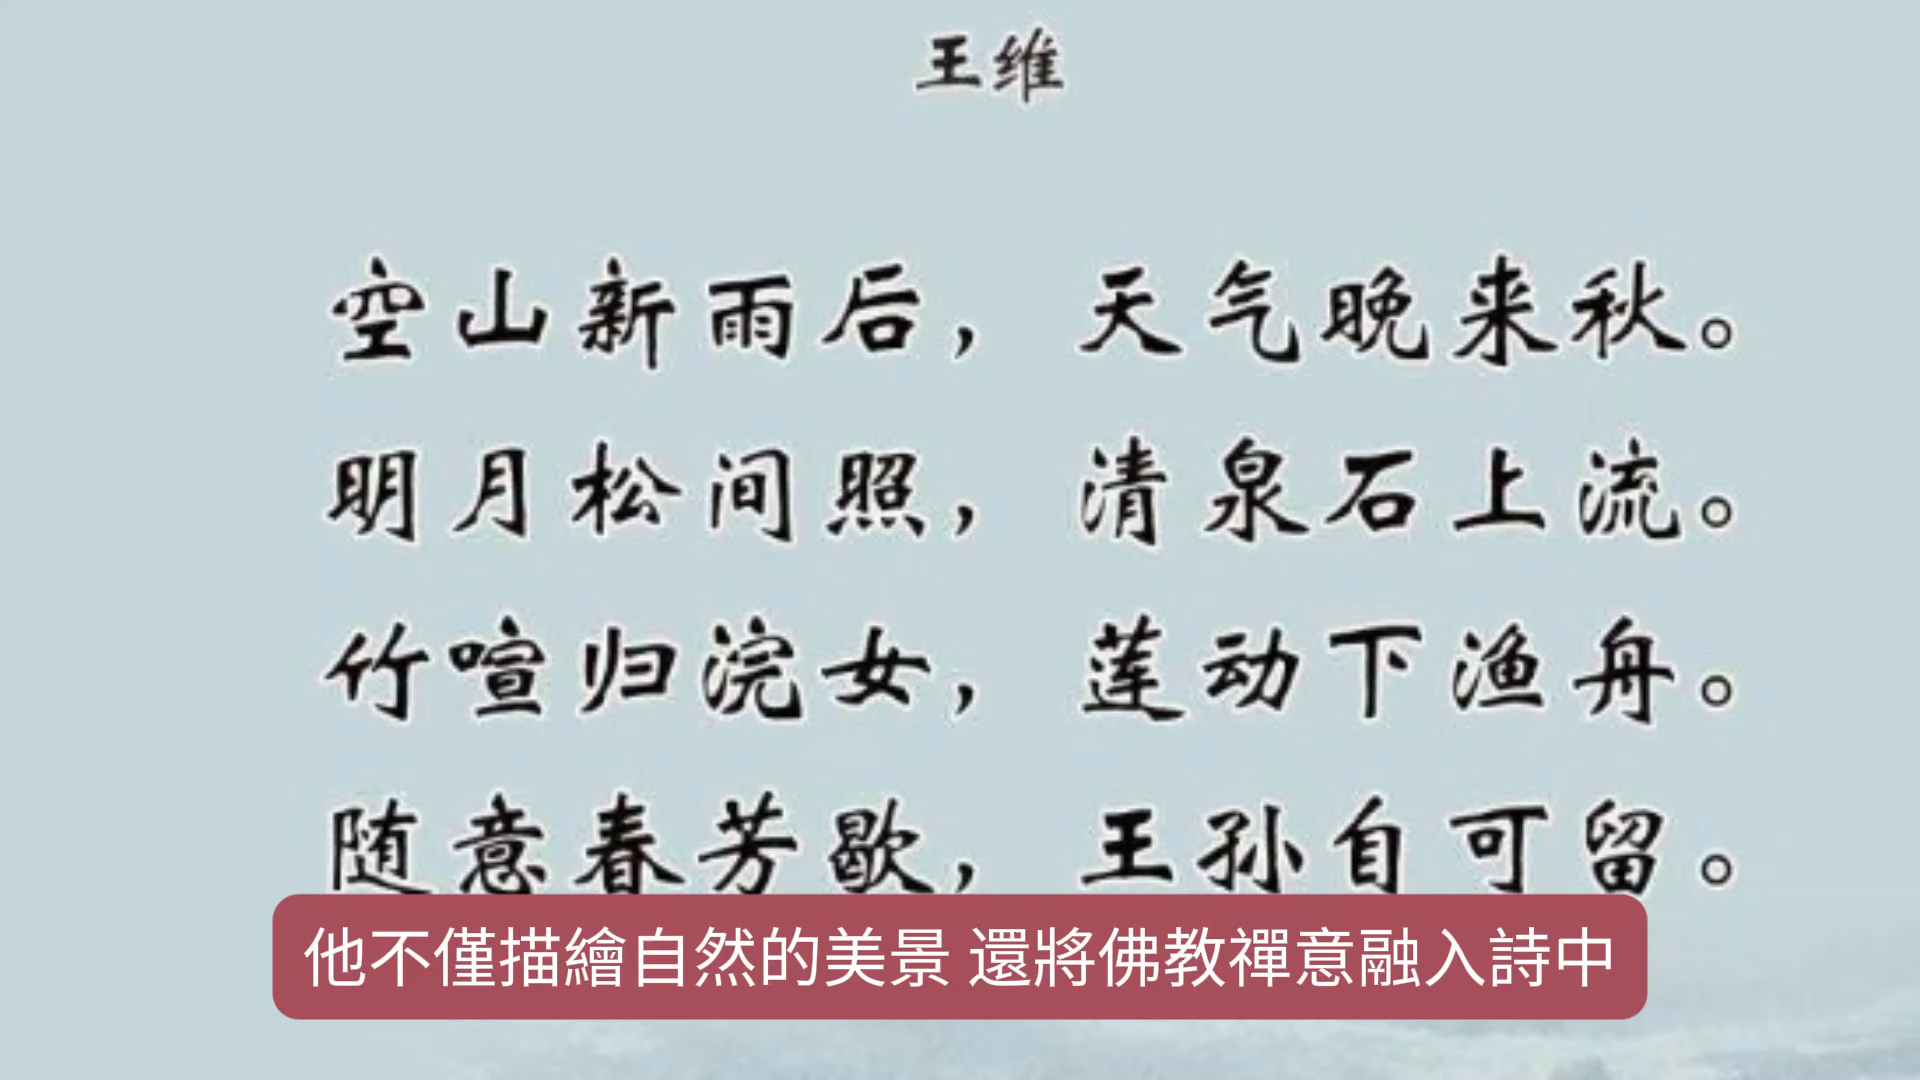 王维
空山新雨后，天气晚来秋。
明月松间照，清泉石上流。
竹喧归浣女，莲动下渔舟。
随意春芳歇，王孙自可留。
他不僅描繪自然的美景 還將佛教禪意融入詩中